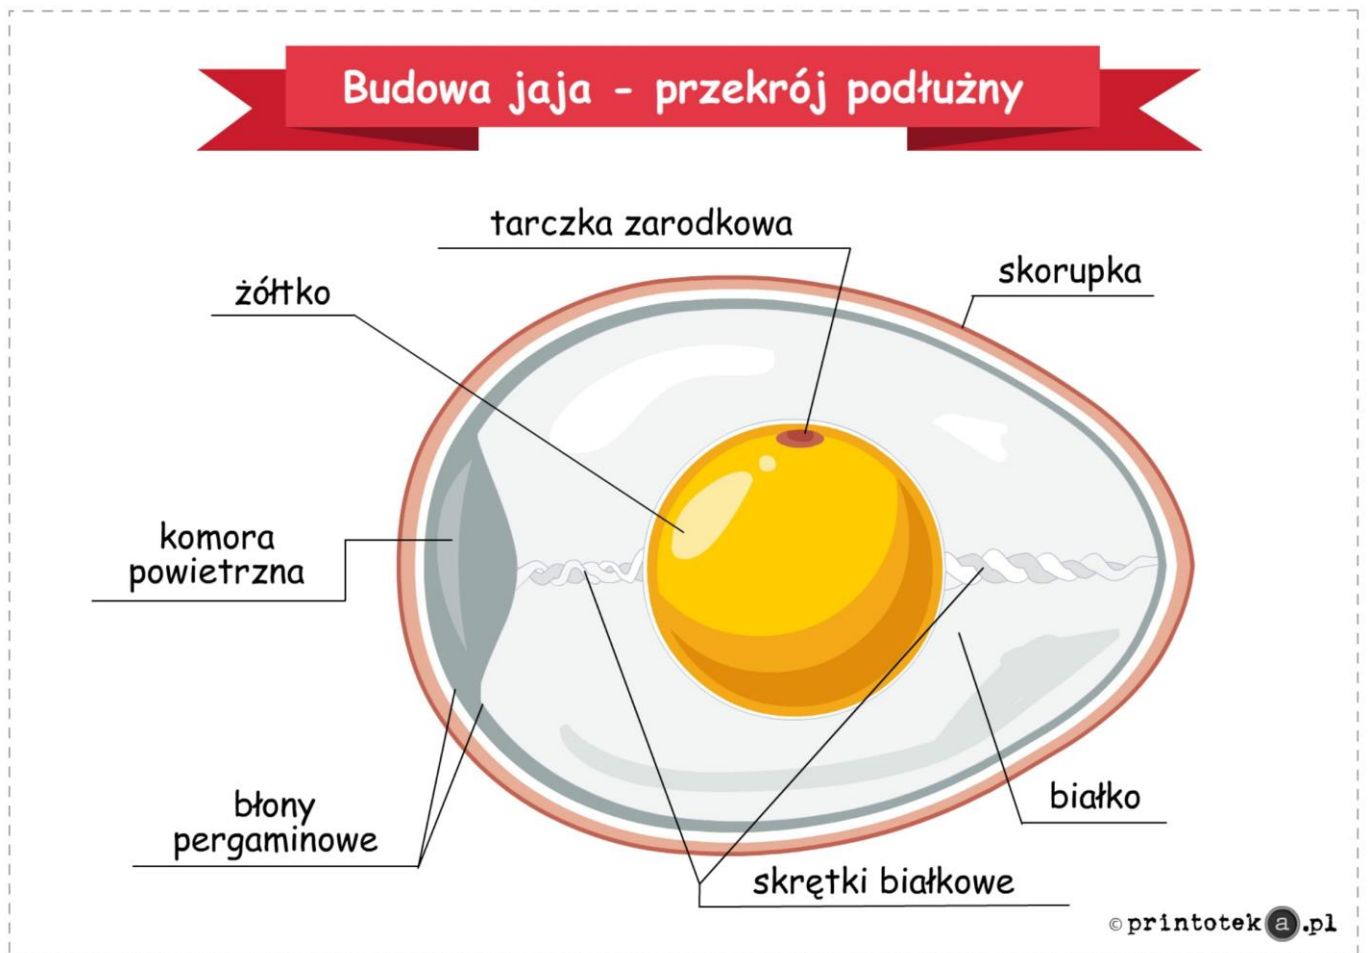 Budowa jaja - przekrój podłużny
tarczka zarodkowa
skorupka
żółtko
komora
powietrzna
błony
pergaminowe
białko
skrętki białkowe
© printoteka.pl